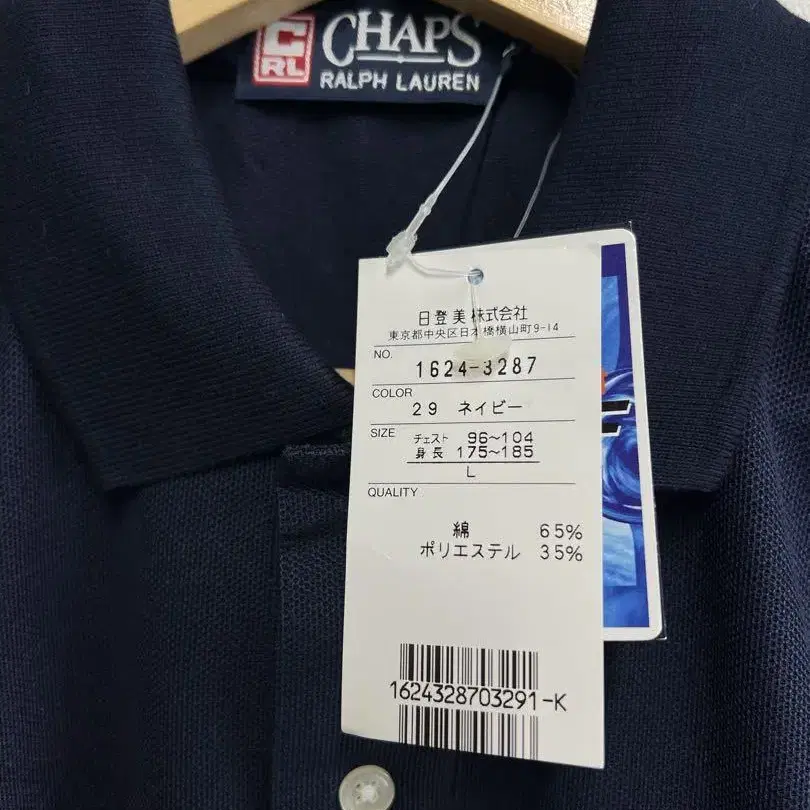 C
RL
CHAPS
RALPH LAUREN
日登美株式会社
東京都中央区日本橋横山町9-14
NO.
1624-3287
COLOR
29 ネイビー
SIZE
チェスト 96〜104
身長 175〜185
L
QUALITY
綿 65%
ポリエステル 35%
1624328703291-K